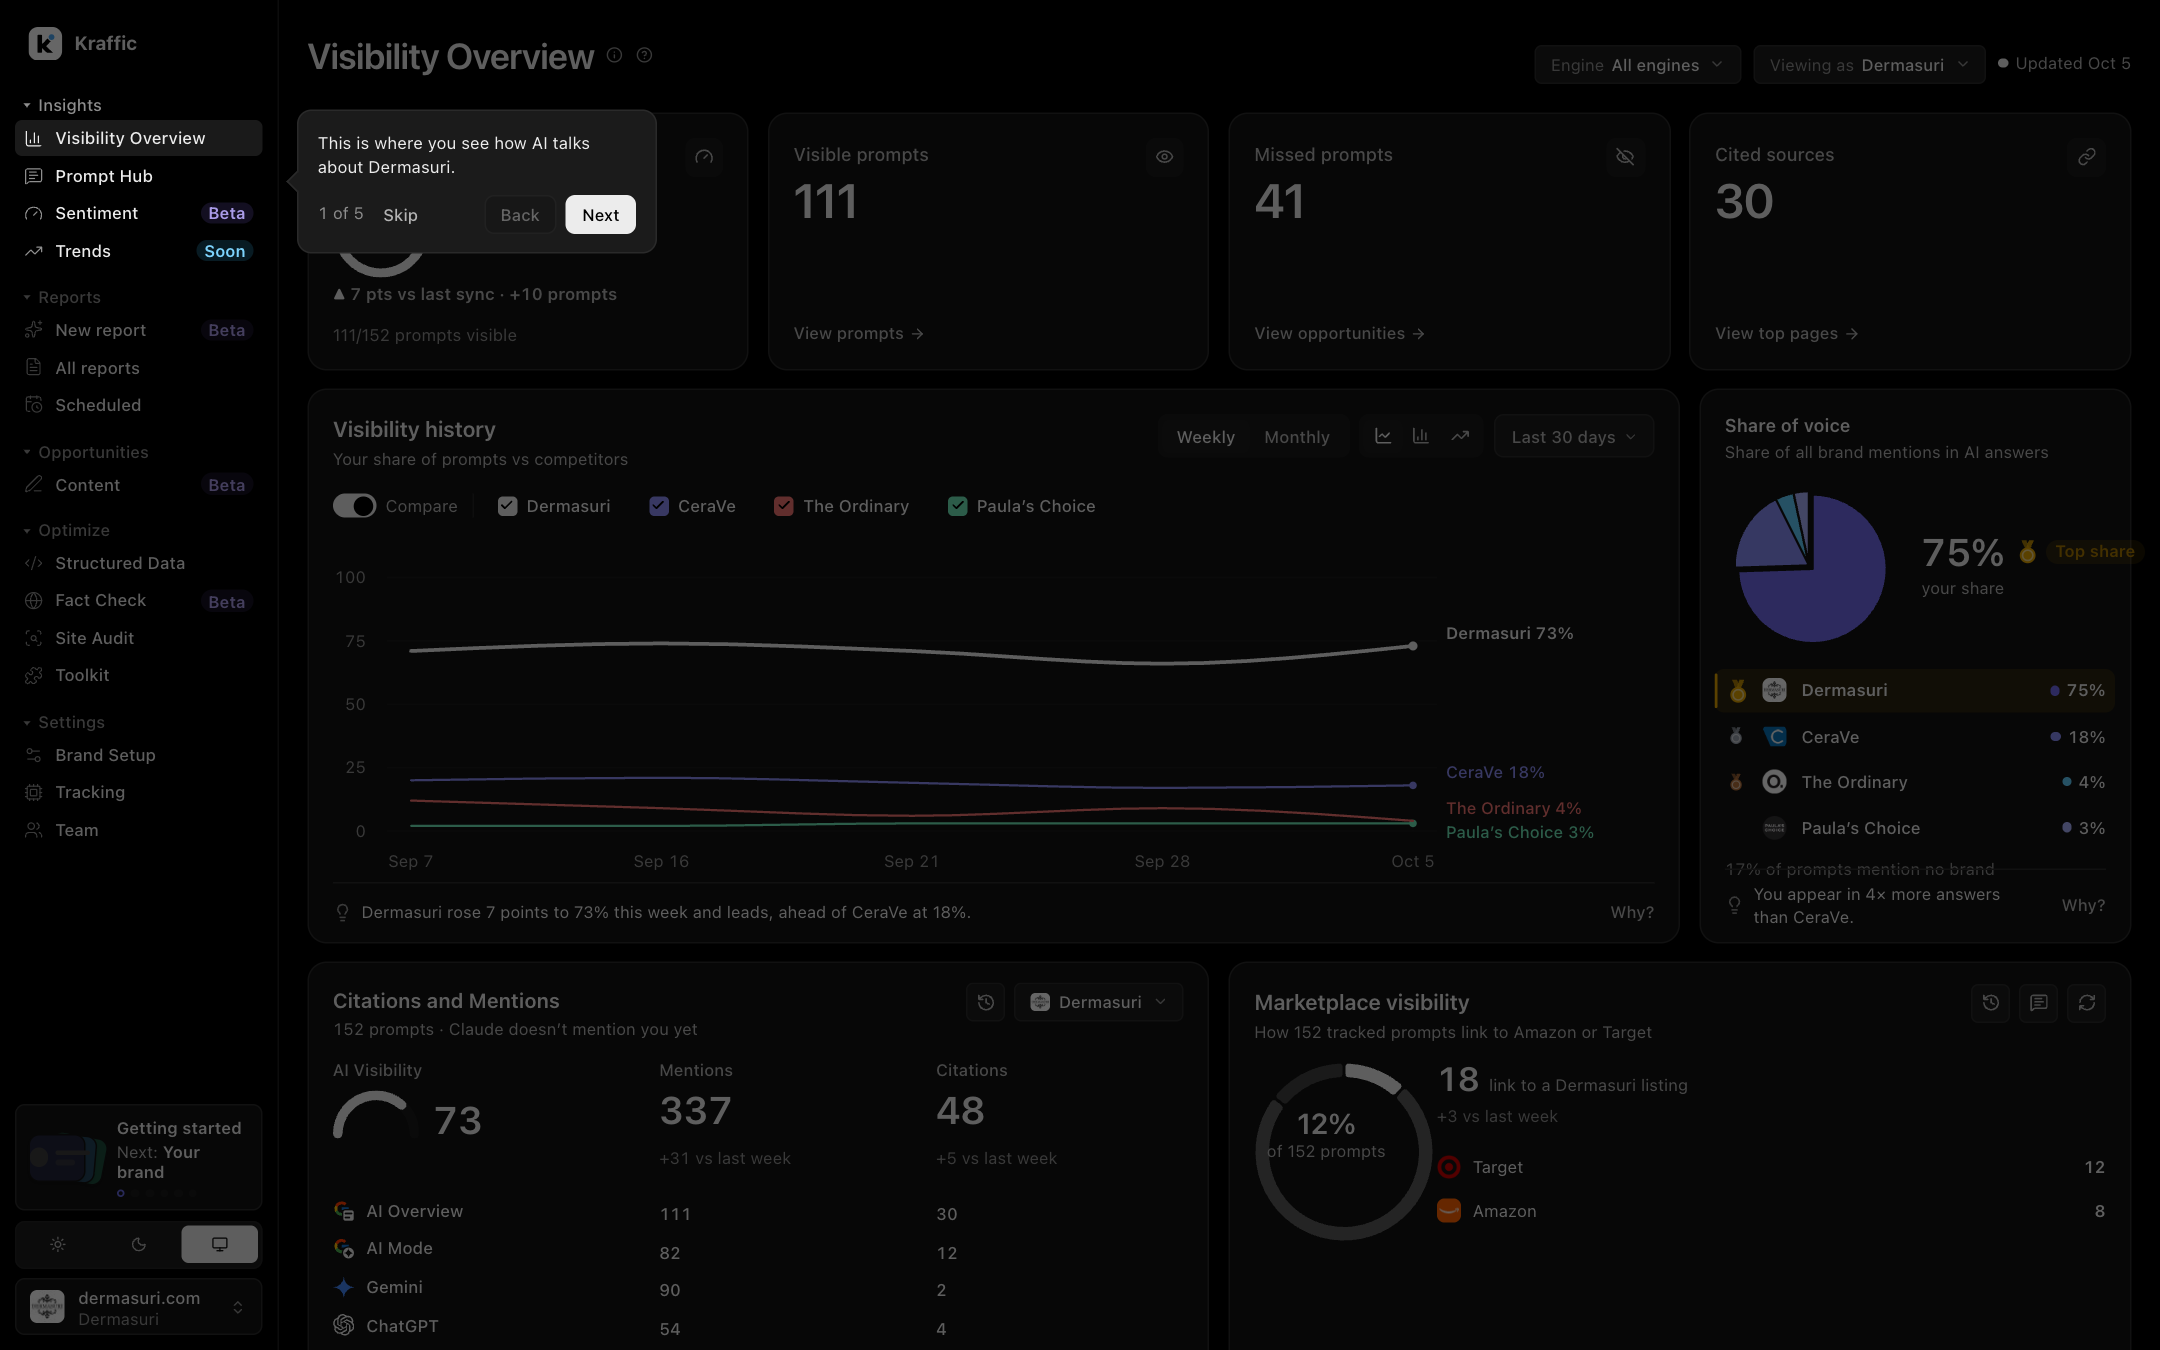 Kraffic
Insights
Visibility Overview
Prompt Hub
Sentiment Beta
Trends Soon
Reports
New report Beta
All reports
Scheduled
Opportunities
Content Beta
Optimize
Structured Data
Fact Check Beta
Site Audit
Toolkit
Settings
Brand Setup
Tracking
Team
Getting started
Next: Your
brand
dermasuri.com
Dermasuri
Visibility Overview
Engine All engines
Viewing as Dermasuri
Updated Oct 5
This is where you see how AI talks
about Dermasuri.
1 of 5 Skip Back Next
7 pts vs last sync · +10 prompts
111/152 prompts visible
Visible prompts
111
View prompts →
Missed prompts
41
View opportunities →
Cited sources
30
View top pages →
Visibility history
Your share of prompts vs competitors
Weekly Monthly
Last 30 days
Compare Dermasuri CeraVe The Ordinary Paula’s Choice
100
75
50
25
0
Dermasuri 73%
CeraVe 18%
The Ordinary 4%
Paula’s Choice 3%
Sep 7 Sep 16 Sep 21 Sep 28 Oct 5
Dermasuri rose 7 points to 73% this week and leads, ahead of CeraVe at 18%.
Why?
Share of voice
Share of all brand mentions in AI answers
75% Top share
your share
Dermasuri 75%
CeraVe 18%
The Ordinary 4%
Paula’s Choice 3%
17% of prompts mention no brand
You appear in 4× more answers
than CeraVe.
Why?
Citations and Mentions
152 prompts · Claude doesn’t mention you yet
Dermasuri
AI Visibility Mentions Citations
73 337 48
+31 vs last week +5 vs last week
AI Overview 111 30
AI Mode 82 12
Gemini 90 2
ChatGPT 54 4
Marketplace visibility
How 152 tracked prompts link to Amazon or Target
12%
of 152 prompts
18 link to a Dermasuri listing
+3 vs last week
Target 12
Amazon 8